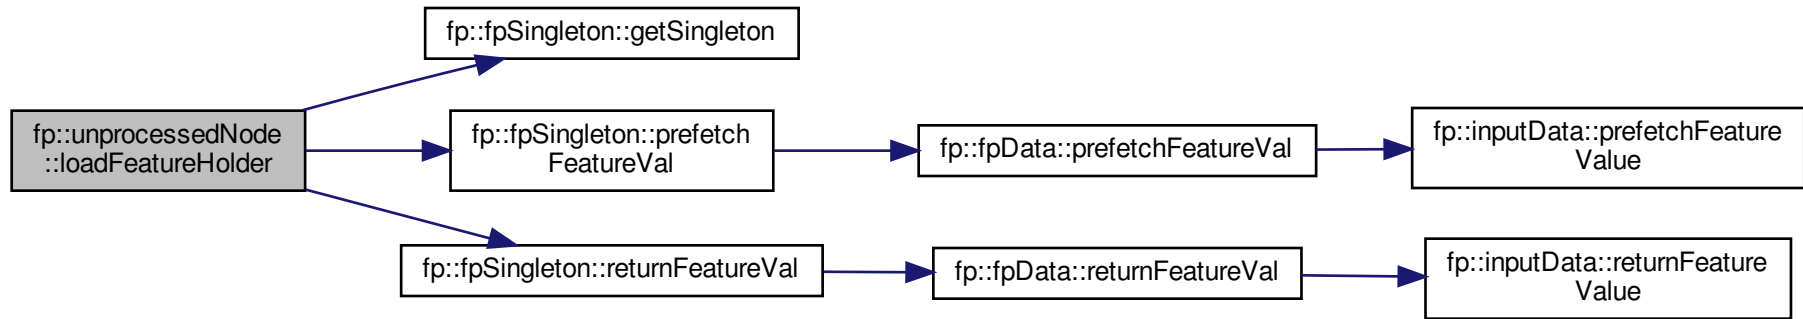 fp::fpSingleton::getSingleton
fp::unprocessedNode
::loadFeatureHolder
fp::fpSingleton::prefetch
FeatureVal
fp::fpData::prefetchFeatureVal
fp::inputData::prefetchFeature
Value
fp::fpSingleton::returnFeatureVal
fp::fpData::returnFeatureVal
fp::inputData::returnFeature
Value